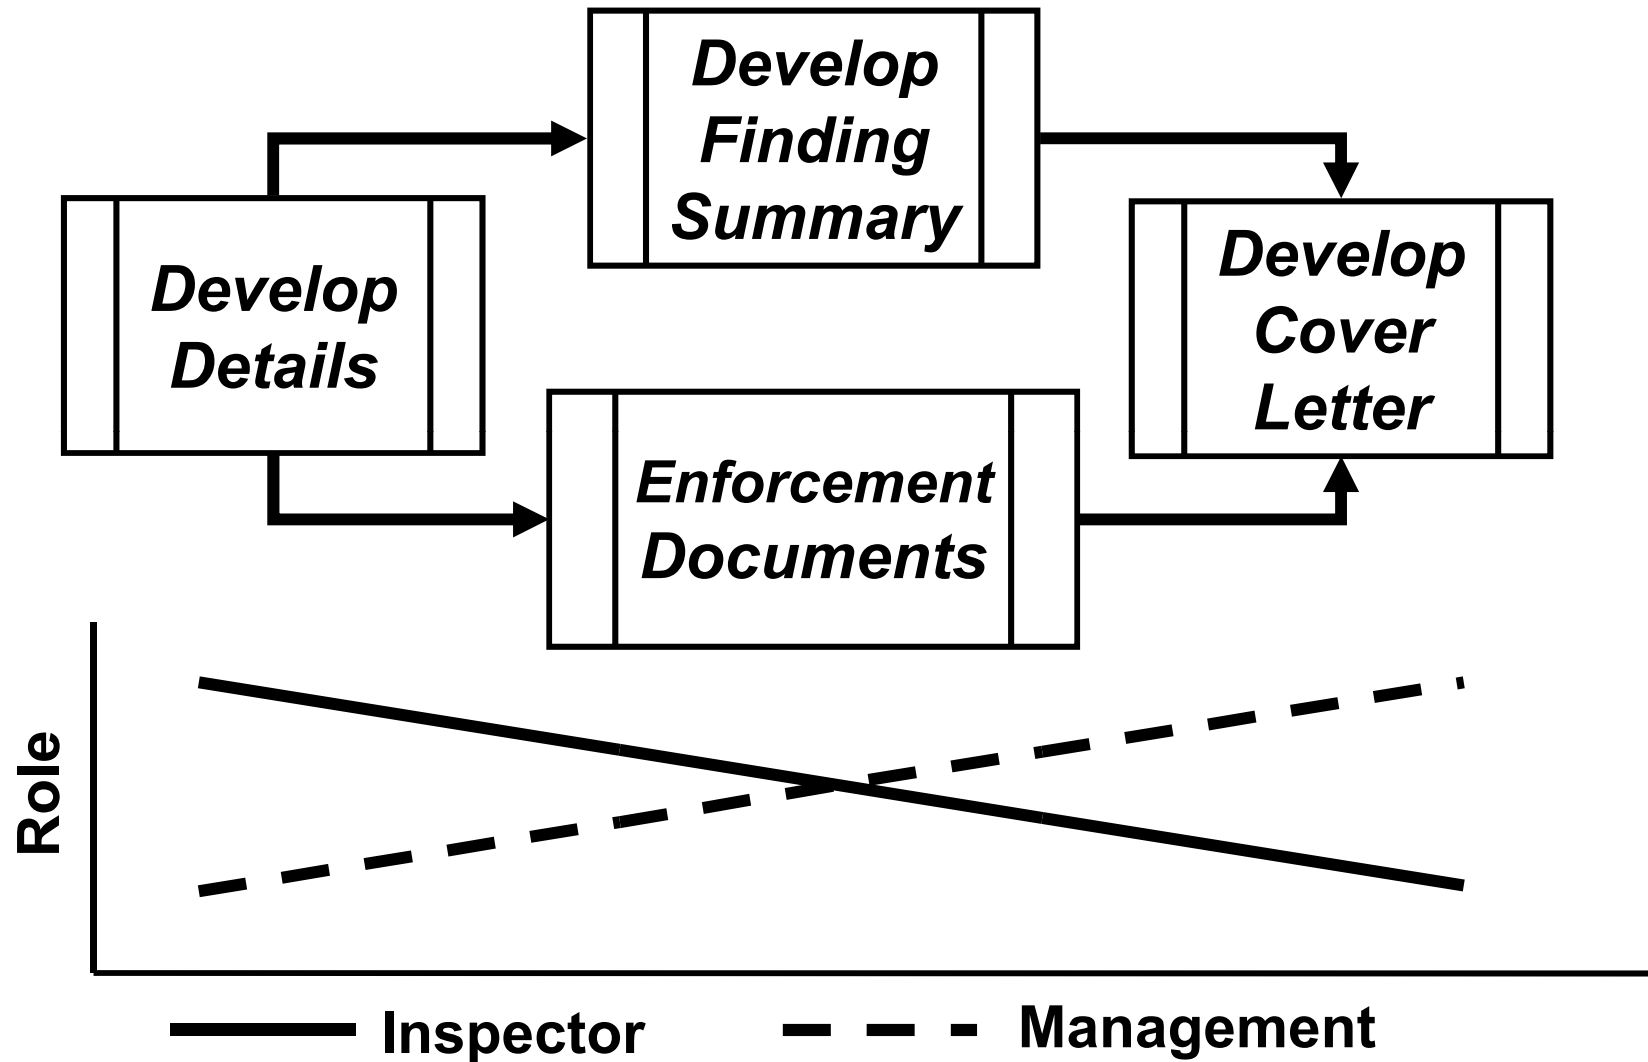 Develop
Finding
Summary
Develop
Details
Develop
Cover
Letter
Enforcement
Documents
Role
Inspector
Management